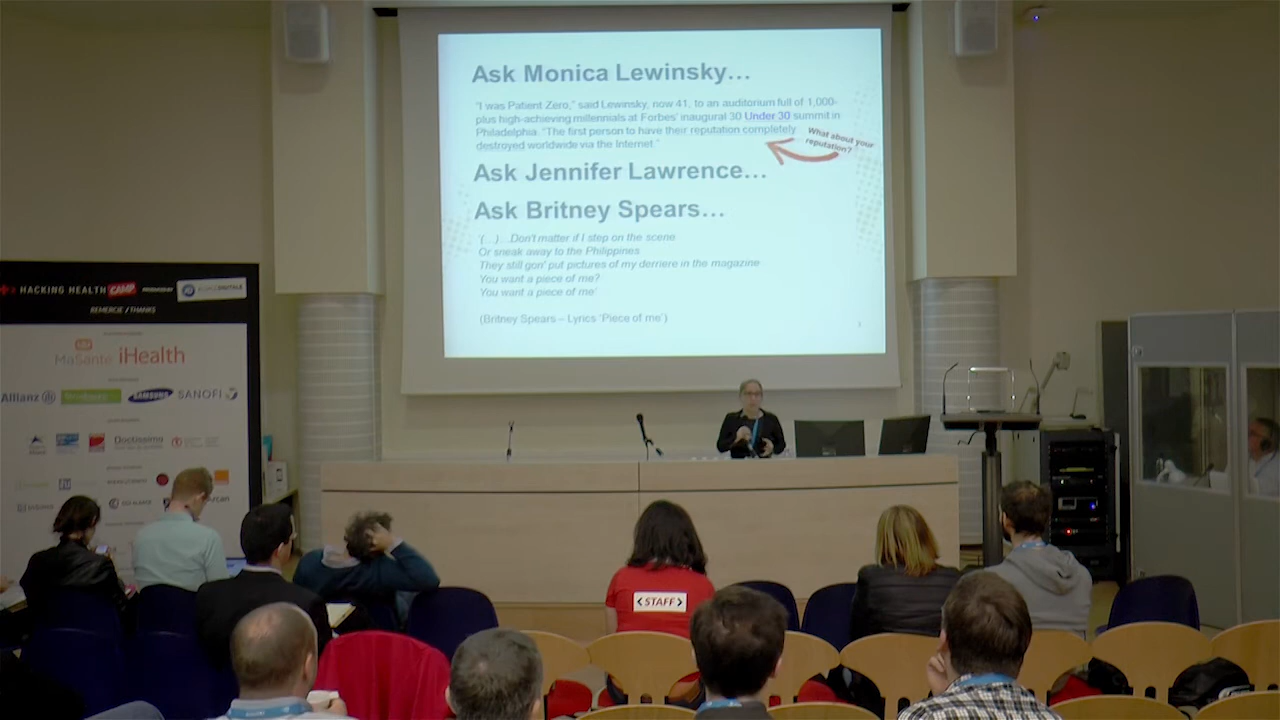 Ask Monica Lewinsky…
"I was Patient Zero," said Lewinsky, now 41, to an auditorium full of 1,000-
plus high-achieving millennials at Forbes' inaugural 30 Under 30 summit in
Philadelphia. "The first person to have their reputation completely
destroyed worldwide via the Internet."
What about your
reputation?
Ask Jennifer Lawrence…
Ask Britney Spears…
'(…)…Don't matter if I step on the scene
Or sneak away to the Philippines
They still gon' put pictures of my derriere in the magazine
You want a piece of me?
You want a piece of me'
(Britney Spears – Lyrics 'Piece of me')
HACKING HEALTH CAMP
REMERCIE / THANKS
MaSanté iHealth
Allianz
SAMSUNG
SANOFI
Doctissimo
<STAFF>